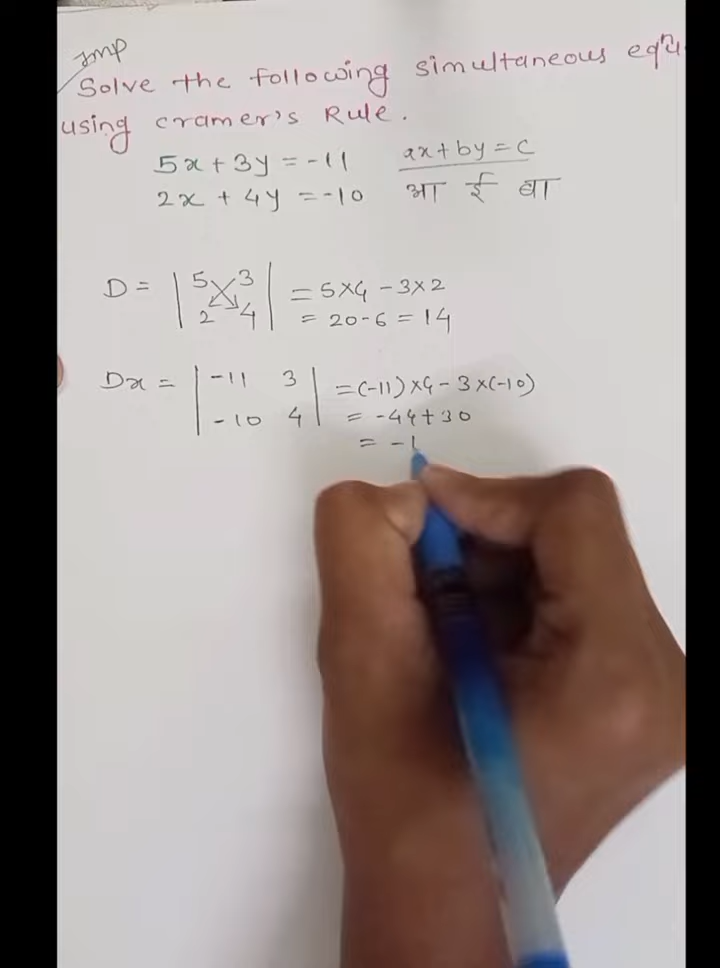 Imp
Solve the following simultaneous eqn
using cramer's Rule.
5x + 3y = -11 ax + by = c
2x + 4y = -10 आ ई बा
D = | 5 3 | = 5×4 - 3×2
2 4 = 20-6 = 14
Dx = | -11 3 | = (-11)×4 - 3×(-10)
-10 4 = -44+30
= -1